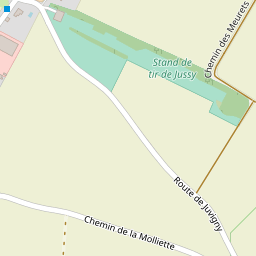 Stand de
tir de Jussy
Chemin des Meurets
Route de Juvigny
Chemin de la Molliette